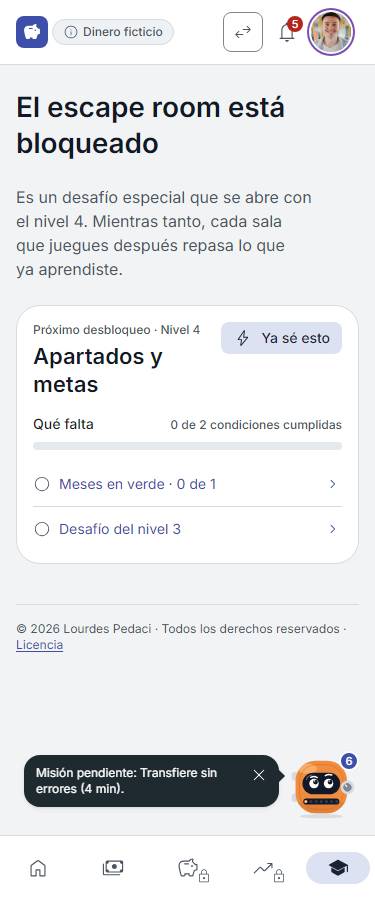 Dinero ficticio
5
El escape room está
bloqueado
Es un desafío especial que se abre con
el nivel 4. Mientras tanto, cada sala
que juegues después repasa lo que
ya aprendiste.
Próximo desbloqueo · Nivel 4
Ya sé esto
Apartados y
metas
Qué falta
0 de 2 condiciones cumplidas
Meses en verde · 0 de 1
Desafío del nivel 3
© 2026 Lourdes Pedaci · Todos los derechos reservados ·
Licencia
Misión pendiente: Transfiere sin
errores (4 min).
6